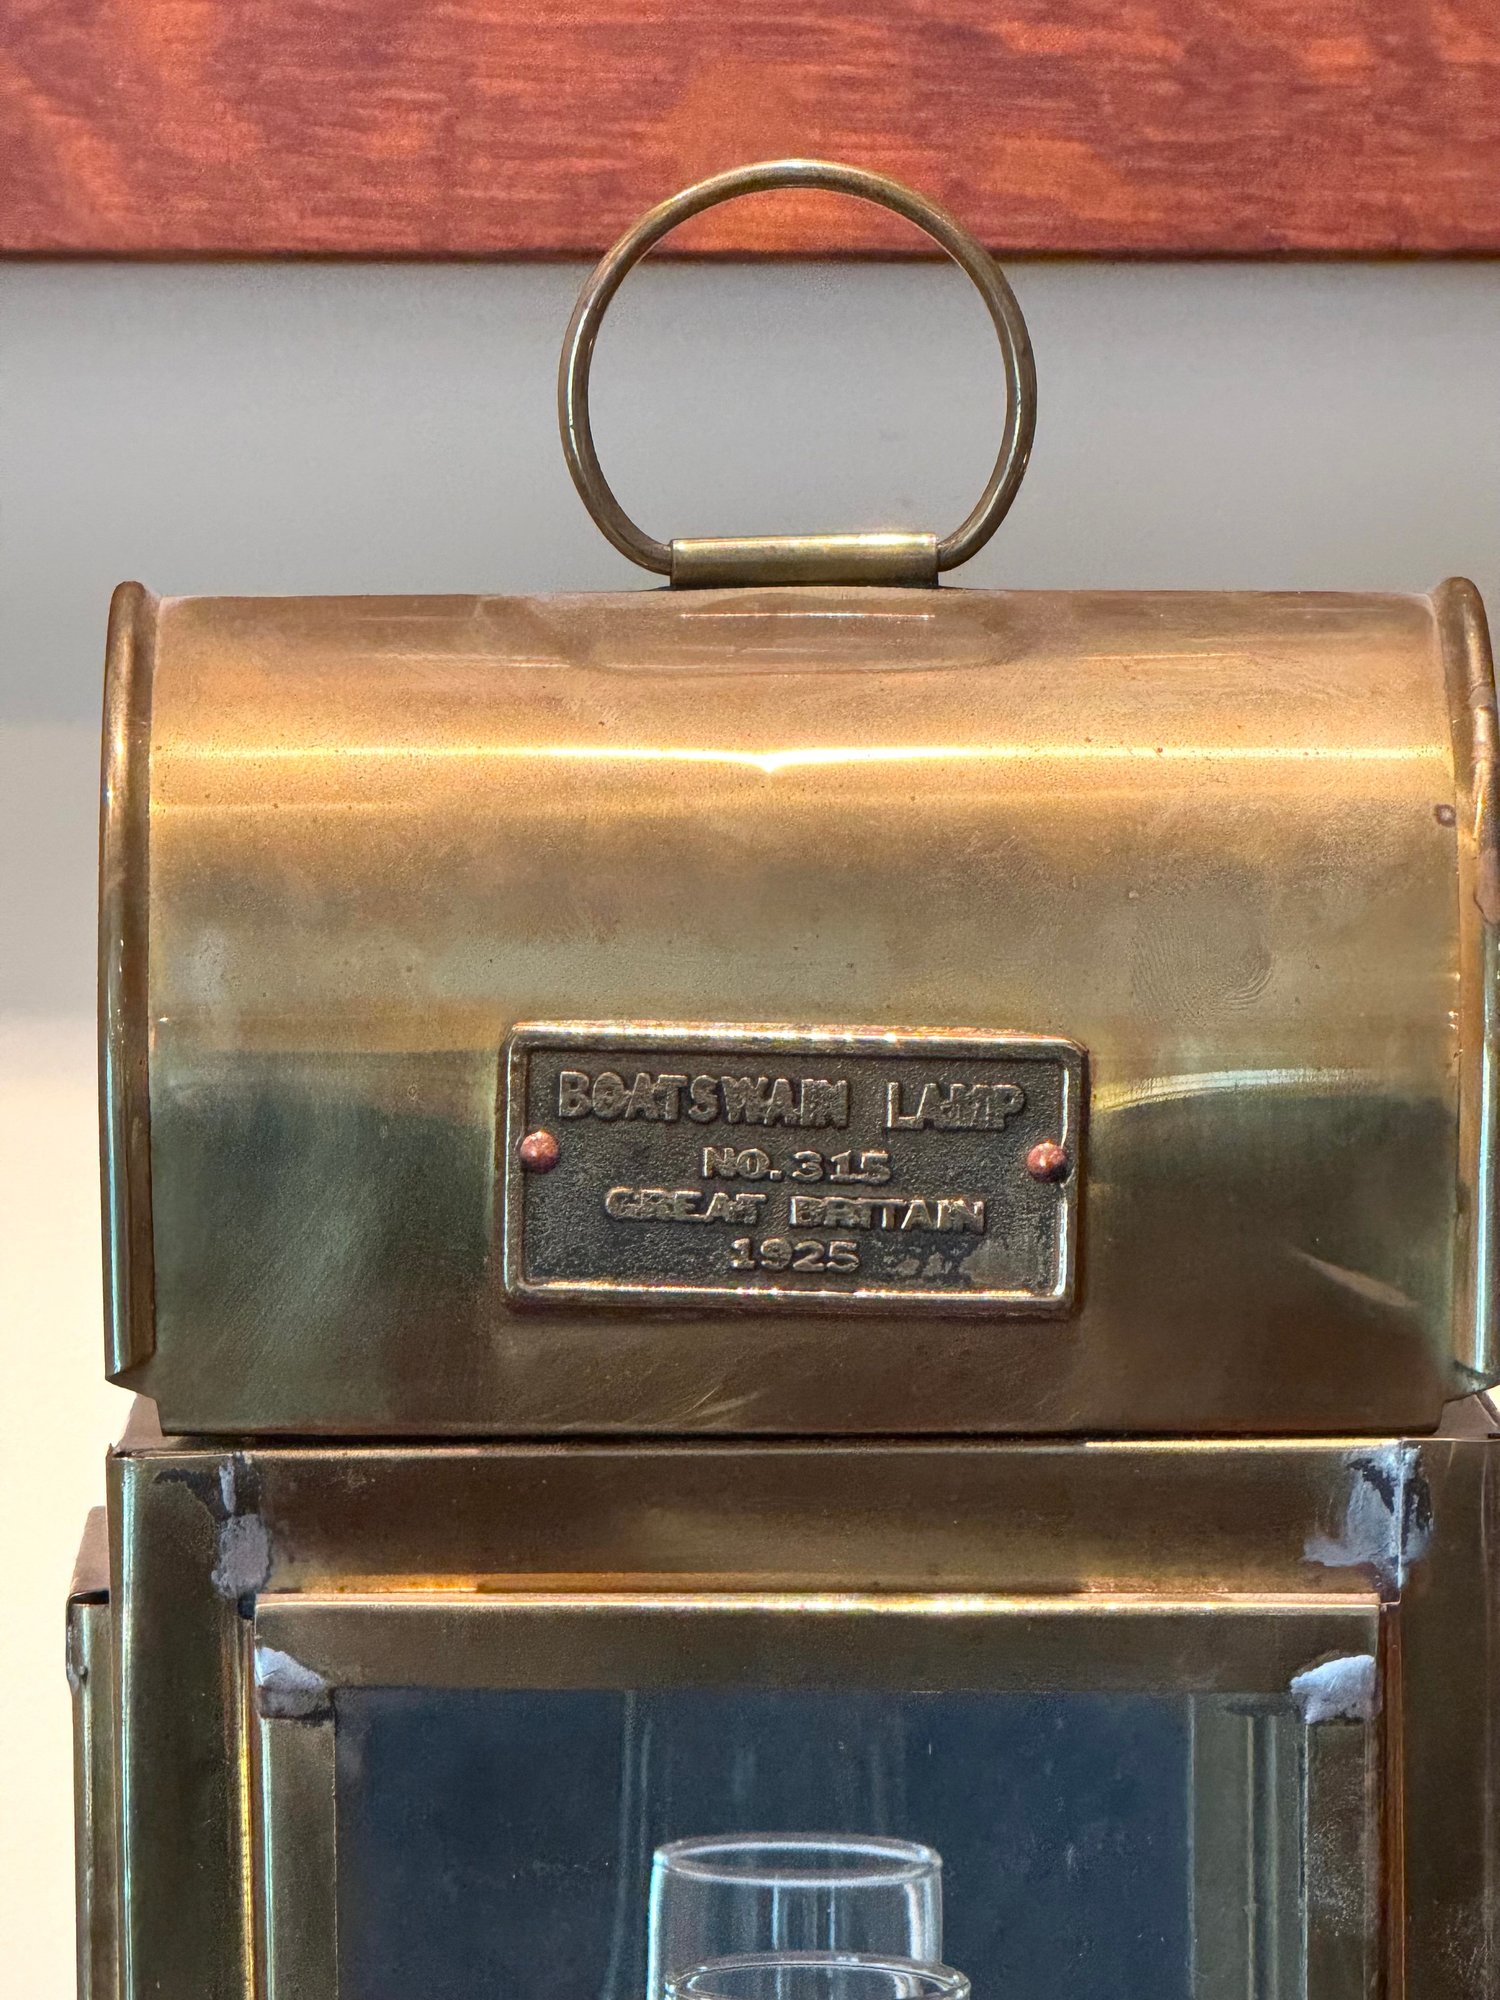 BOATSWAIN LAMP
NO. 315
GREAT BRITAIN
1925